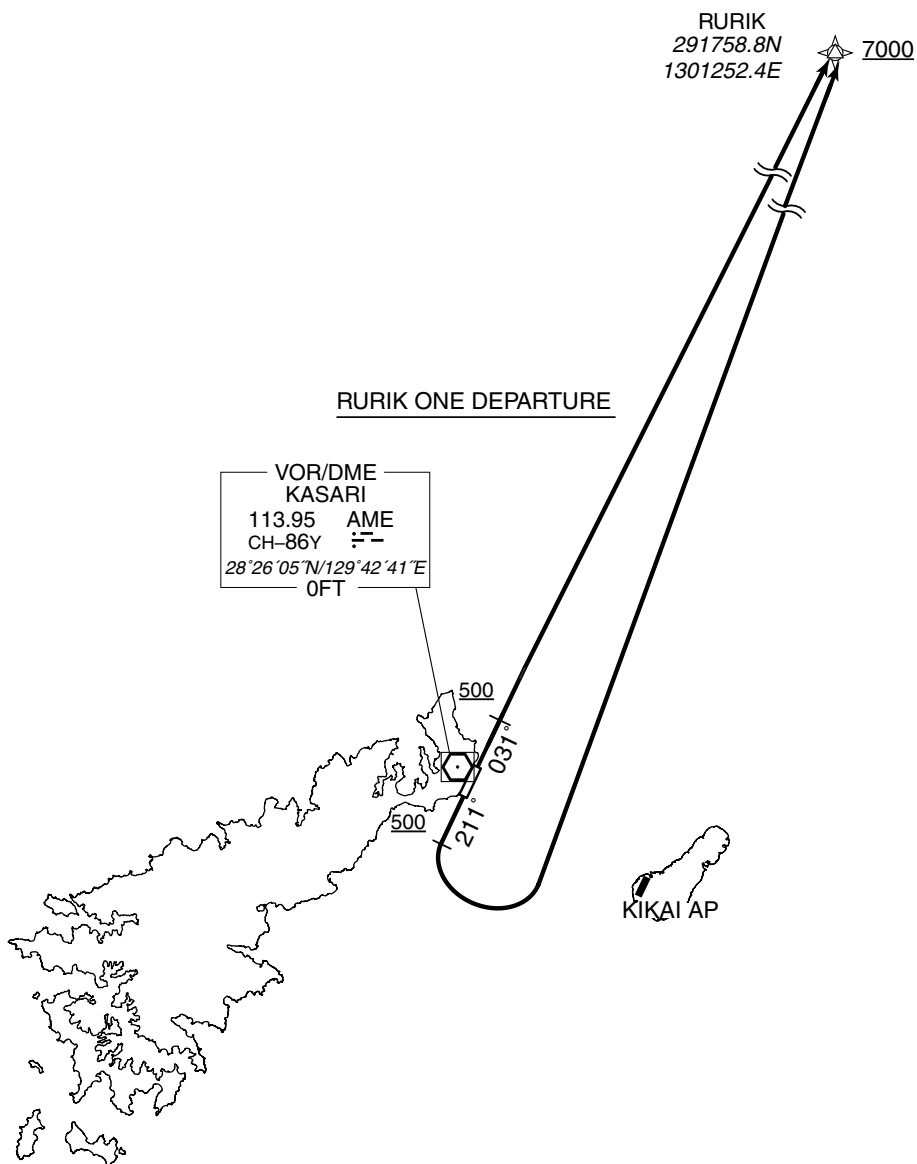 RURIK
291758.8N
1301252.4E
7000
RURIK ONE DEPARTURE
VOR/DME
KASARI
113.95 AME
CH–86Y
28°26´05˝N/129°42´41˝E
0FT
500
031°
500
211°
KIKAI AP